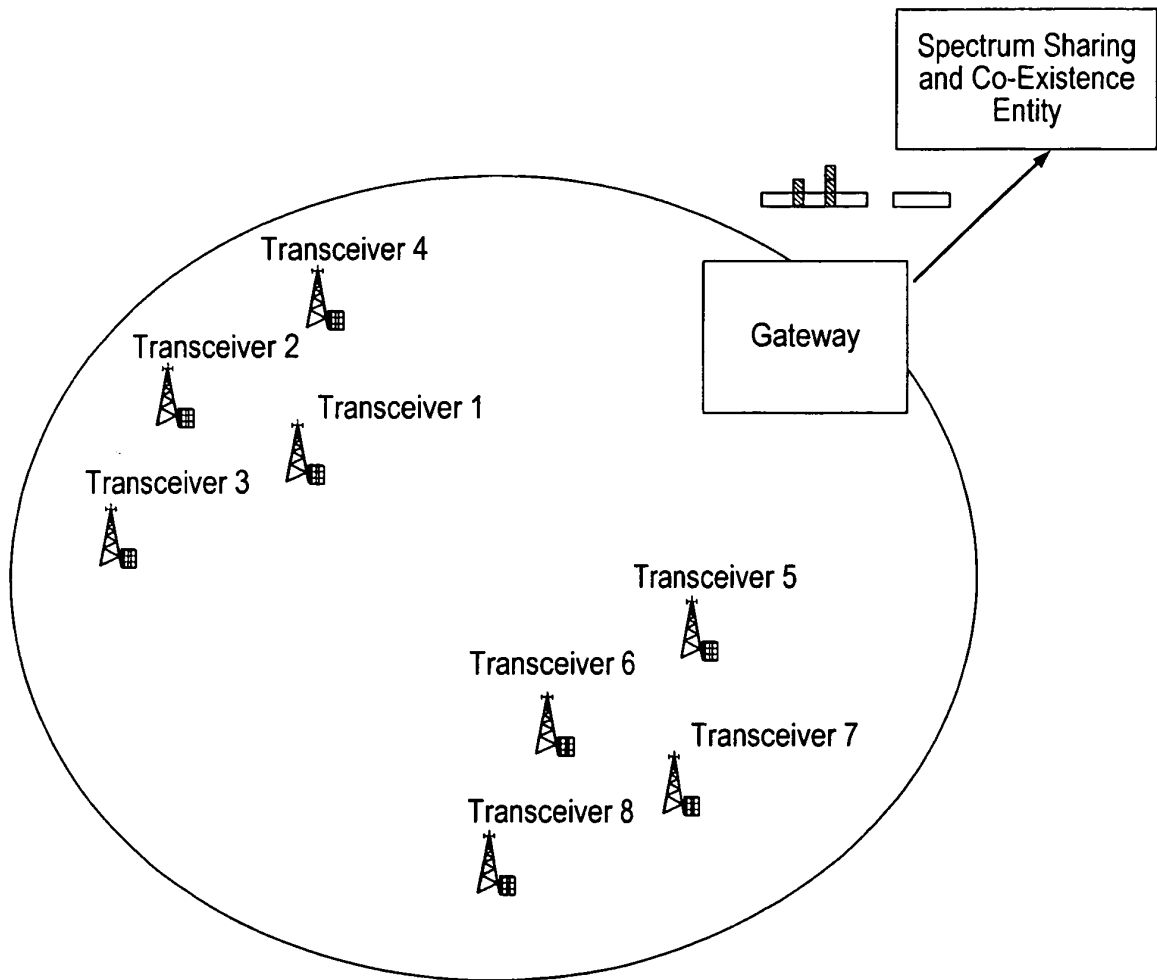 Spectrum Sharing
and Co-Existence
Entity
Transceiver 4
Gateway
Transceiver 2
Transceiver 1
Transceiver 3
Transceiver 5
Transceiver 6
Transceiver 7
Transceiver 8